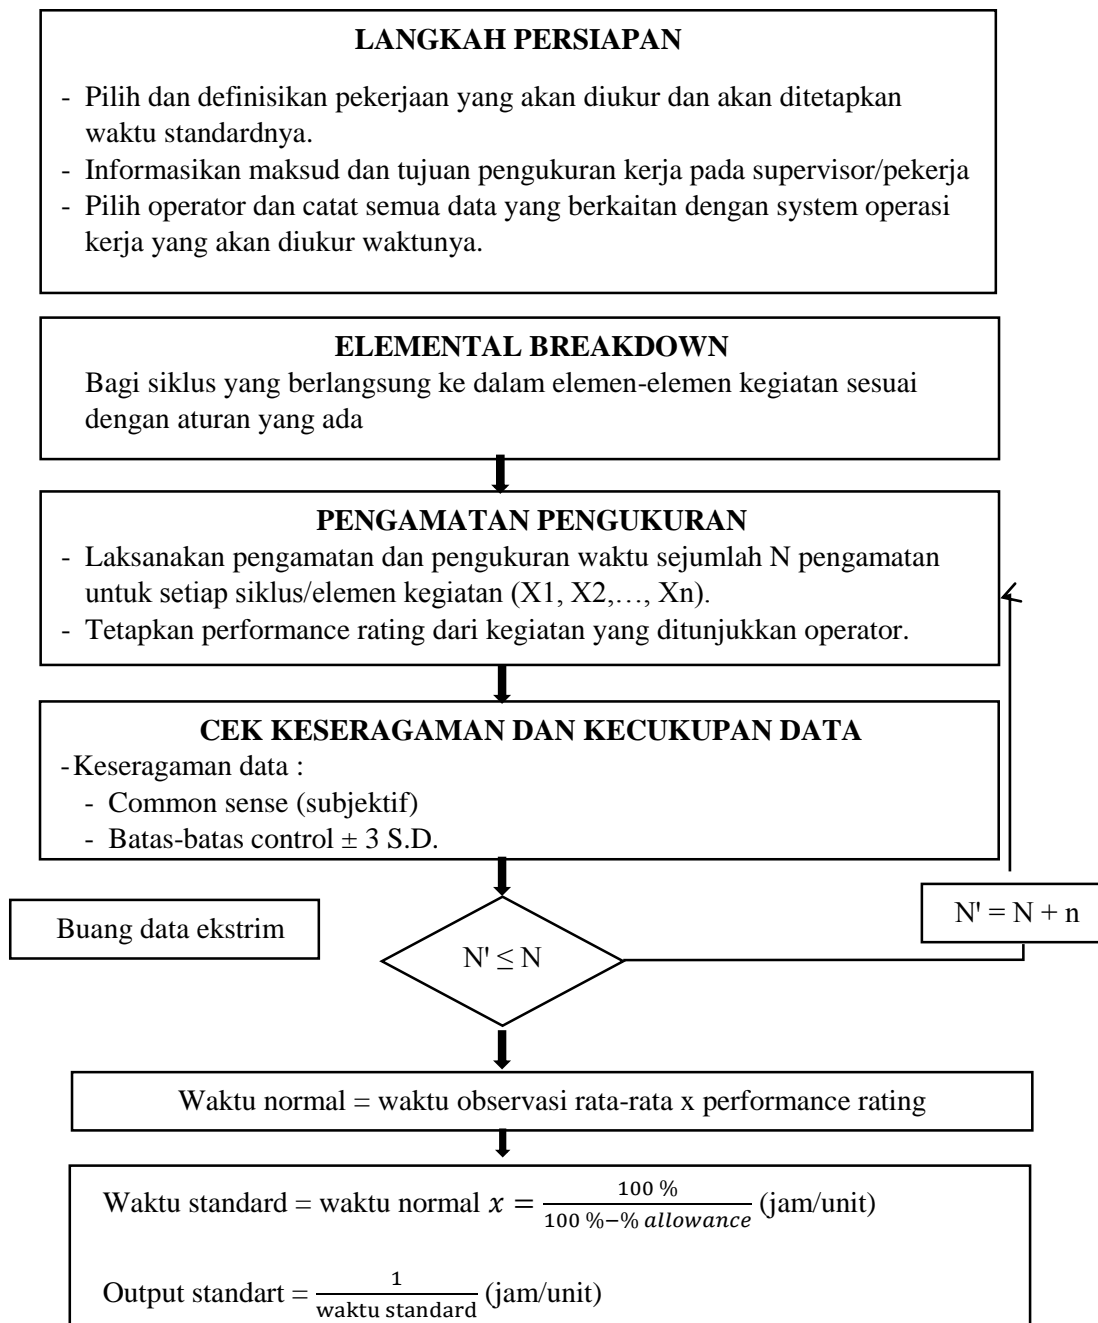 LANGKAH PERSIAPAN
- Pilih dan definisikan pekerjaan yang akan diukur dan akan ditetapkan
waktu standardnya.
- Informasikan maksud dan tujuan pengukuran kerja pada supervisor/pekerja
- Pilih operator dan catat semua data yang berkaitan dengan system operasi
kerja yang akan diukur waktunya.
ELEMENTAL BREAKDOWN
Bagi siklus yang berlangsung ke dalam elemen-elemen kegiatan sesuai
dengan aturan yang ada
PENGAMATAN PENGUKURAN
- Laksanakan pengamatan dan pengukuran waktu sejumlah N pengamatan
untuk setiap siklus/elemen kegiatan (X1, X2,…, Xn).
- Tetapkan performance rating dari kegiatan yang ditunjukkan operator.
CEK KESERAGAMAN DAN KECUKUPAN DATA
- Keseragaman data :
- Common sense (subjektif)
- Batas-batas control ± 3 S.D.
Buang data ekstrim
N' ≤ N
N' = N + n
Waktu normal = waktu observasi rata-rata x performance rating
Waktu standard = waktu normal x = 100 % / 100 %−% allowance (jam/unit)
Output standart = 1 / waktu standard (jam/unit)